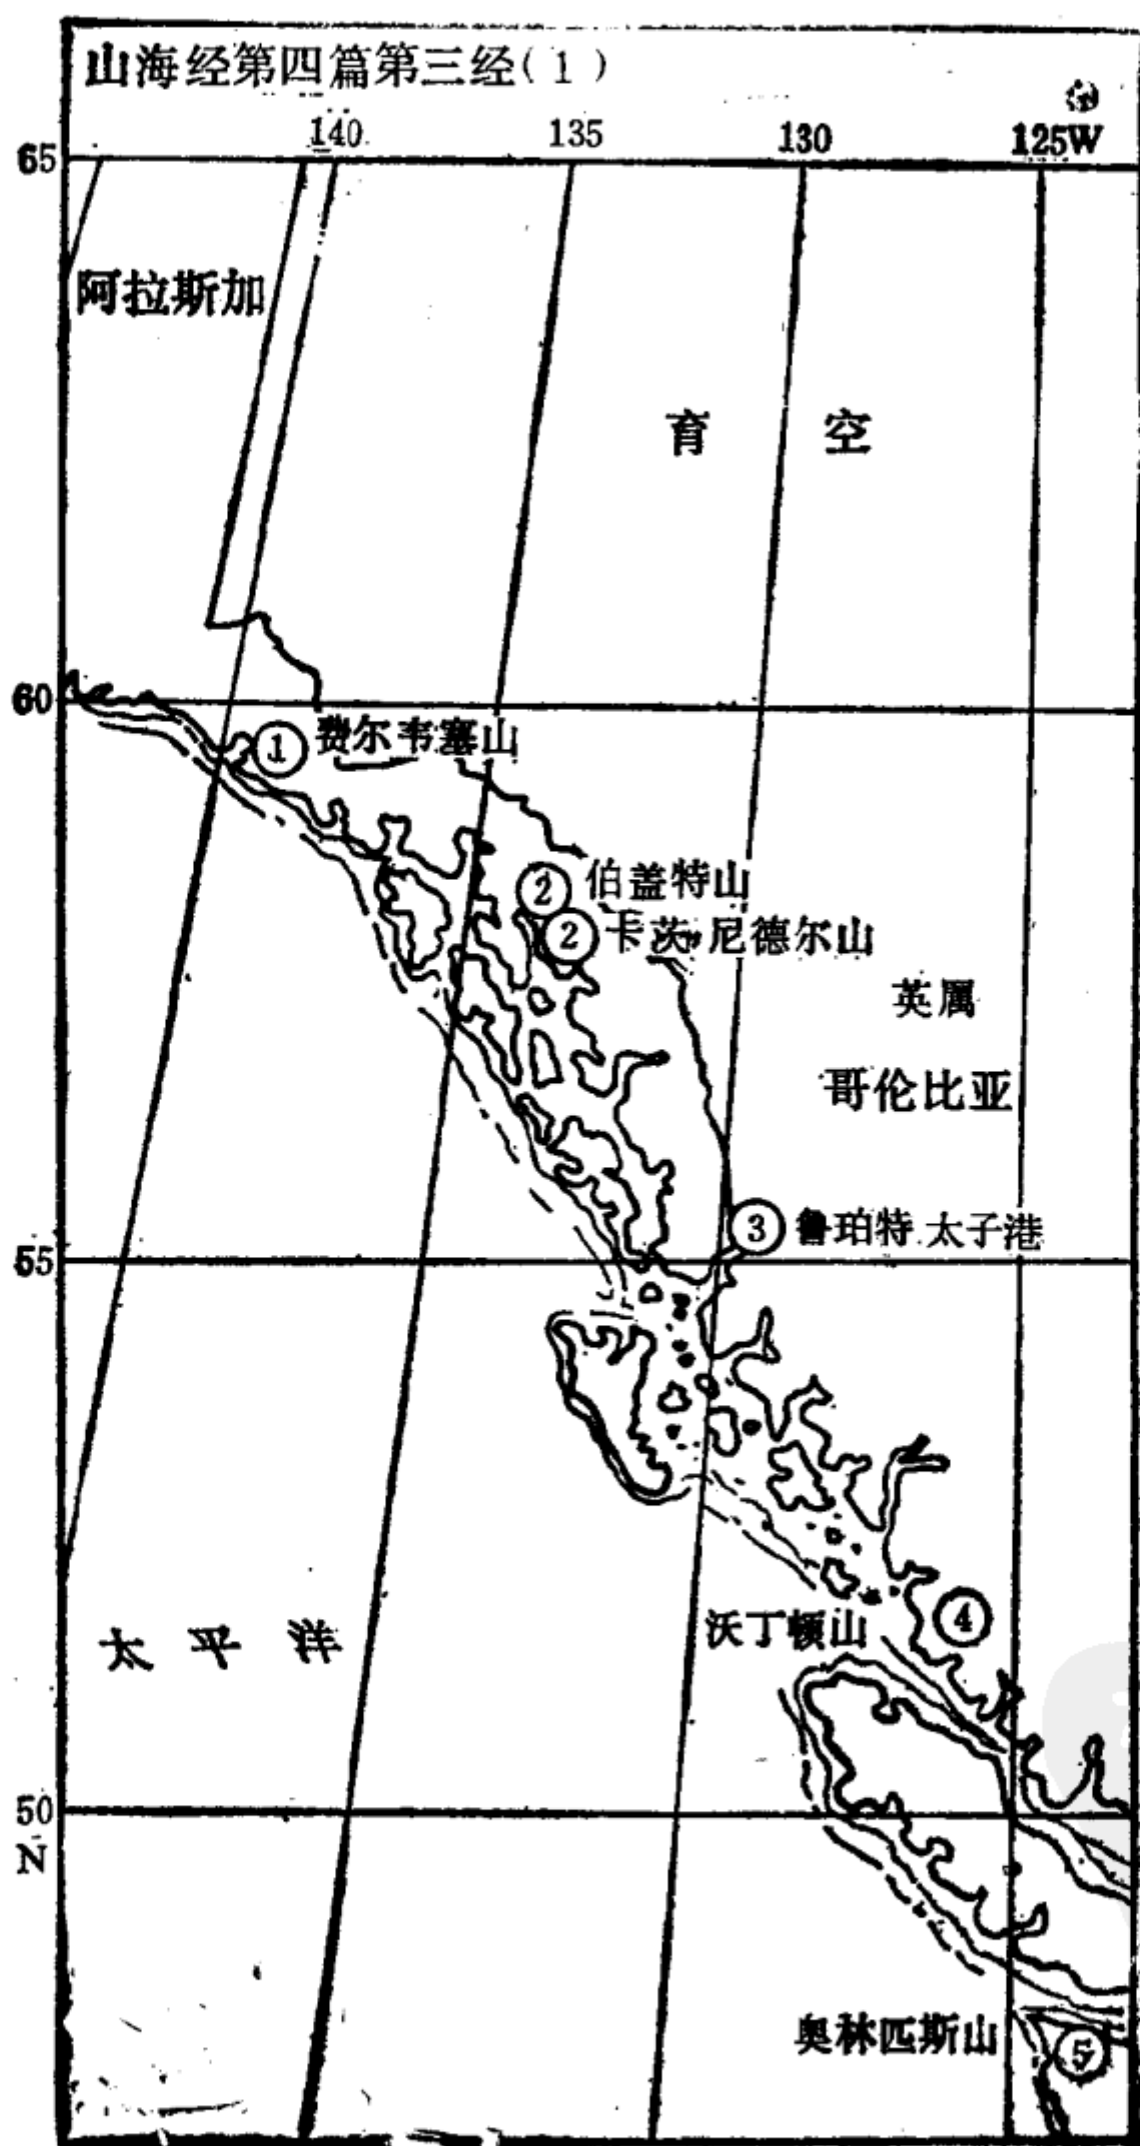 山海经第四篇第三经(1)
140 135 130 125W
65
阿拉斯加
育 空
60
① 费尔韦塞山
② 伯盖特山
② 卡茨,尼德尔山
英属
哥伦比亚
③ 鲁珀特太子港
55
沃丁顿山 ④
太 平 洋
50
N
奥林匹斯山 ⑤